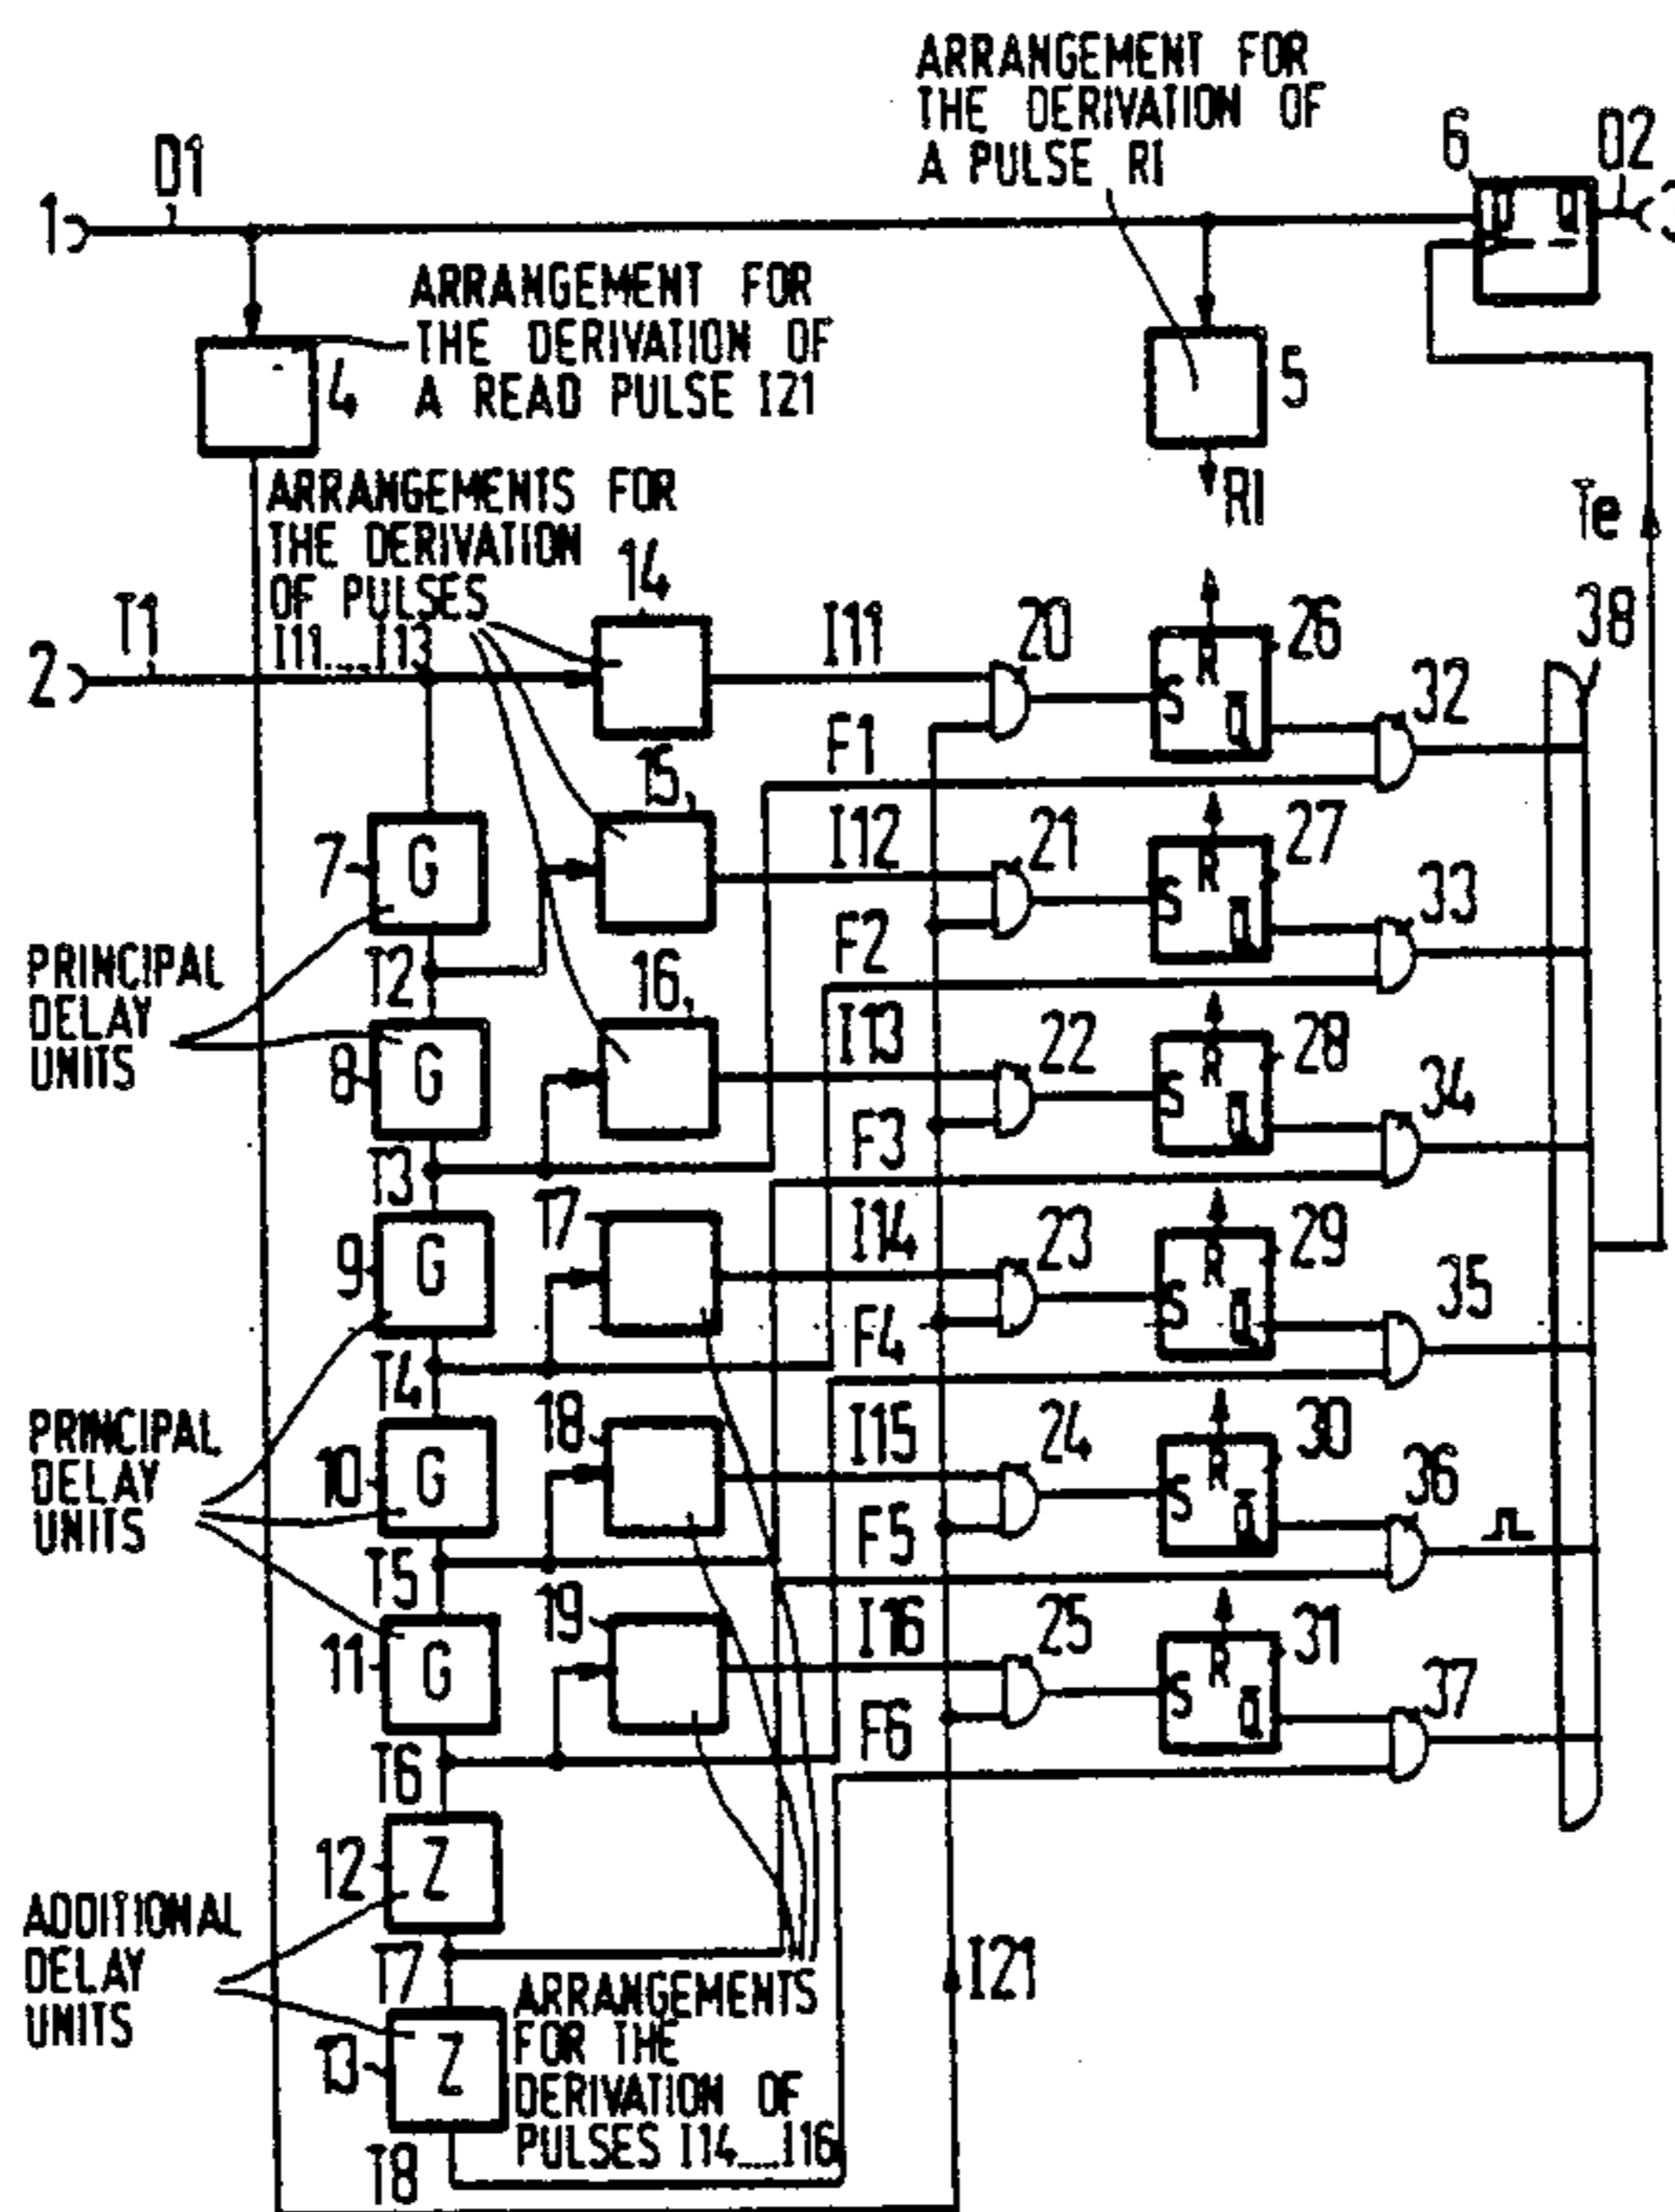 ARRANGEMENT FOR
THE DERIVATION OF
A PULSE RI
1
D1
6
D2
3
D Q
ARRANGEMENT FOR
THE DERIVATION OF
A READ PULSE I21
4
5
RI
Te
ARRANGEMENTS FOR
THE DERIVATION
OF PULSES
I11....I13
2
T1
14
I11
20
R
S
Q
26
32
38
F1
7
G
15
I12
21
R
S
Q
27
33
F2
PRINCIPAL
DELAY
UNITS
T2
8
G
16
I13
22
R
S
Q
28
34
F3
T3
9
G
17
I14
23
R
S
Q
29
35
F4
T4
PRINCIPAL
DELAY
UNITS
10
G
18
I15
24
R
S
Q
30
36
F5
T5
11
G
19
I16
25
R
S
Q
31
37
F6
T6
12
Z
ADDITIONAL
DELAY
UNITS
T7
13
Z
ARRANGEMENTS
FOR THE
DERIVATION OF
PULSES I14....I16
I21
T8